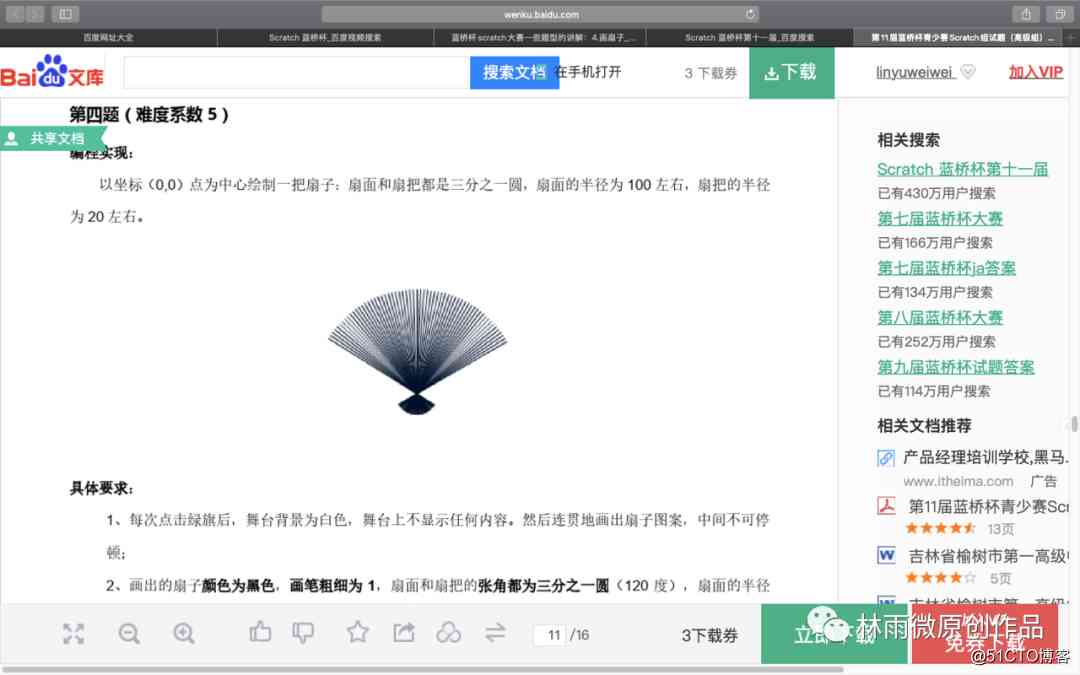 wenku.baidu.com
百度网址大全
Scratch 蓝桥杯_百度视频搜索
蓝桥杯scratch大赛一些题型的讲解：4.画扇子_...
Scratch 蓝桥杯第十一届_百度搜索
第11届蓝桥杯青少赛Scratch组试题（高级组）...
Baidu文库
搜索文档
在手机打开
3 下载券
下载
linyuweiwei
加入VIP
第四题（难度系数 5）
共享文档
编程实现：
以坐标（0,0）点为中心绘制一把扇子：扇面和扇把都是三分之一圆，扇面的半径为 100 左右，扇把的半径
为 20 左右。
具体要求：
1、每次点击绿旗后，舞台背景为白色，舞台上不显示任何内容。然后连贯地画出扇子图案，中间不可停
顿；
2、画出的扇子颜色为黑色，画笔粗细为 1，扇面和扇把的张角都为三分之一圆（120 度），扇面的半径
相关搜索
Scratch 蓝桥杯第十一届
已有430万用户搜索
第七届蓝桥杯大赛
已有166万用户搜索
第七届蓝桥杯ja答案
已有134万用户搜索
第八届蓝桥杯大赛
已有252万用户搜索
第九届蓝桥杯试题答案
已有114万用户搜索
相关文档推荐
产品经理培训学校,黑马.
www.itheima.com 广告
第11届蓝桥杯青少赛Scr
13页
吉林省榆树市第一高级
5页
11 /16
3下载券
立即下载
免券下载
林雨微原创作品
@51CTO博客